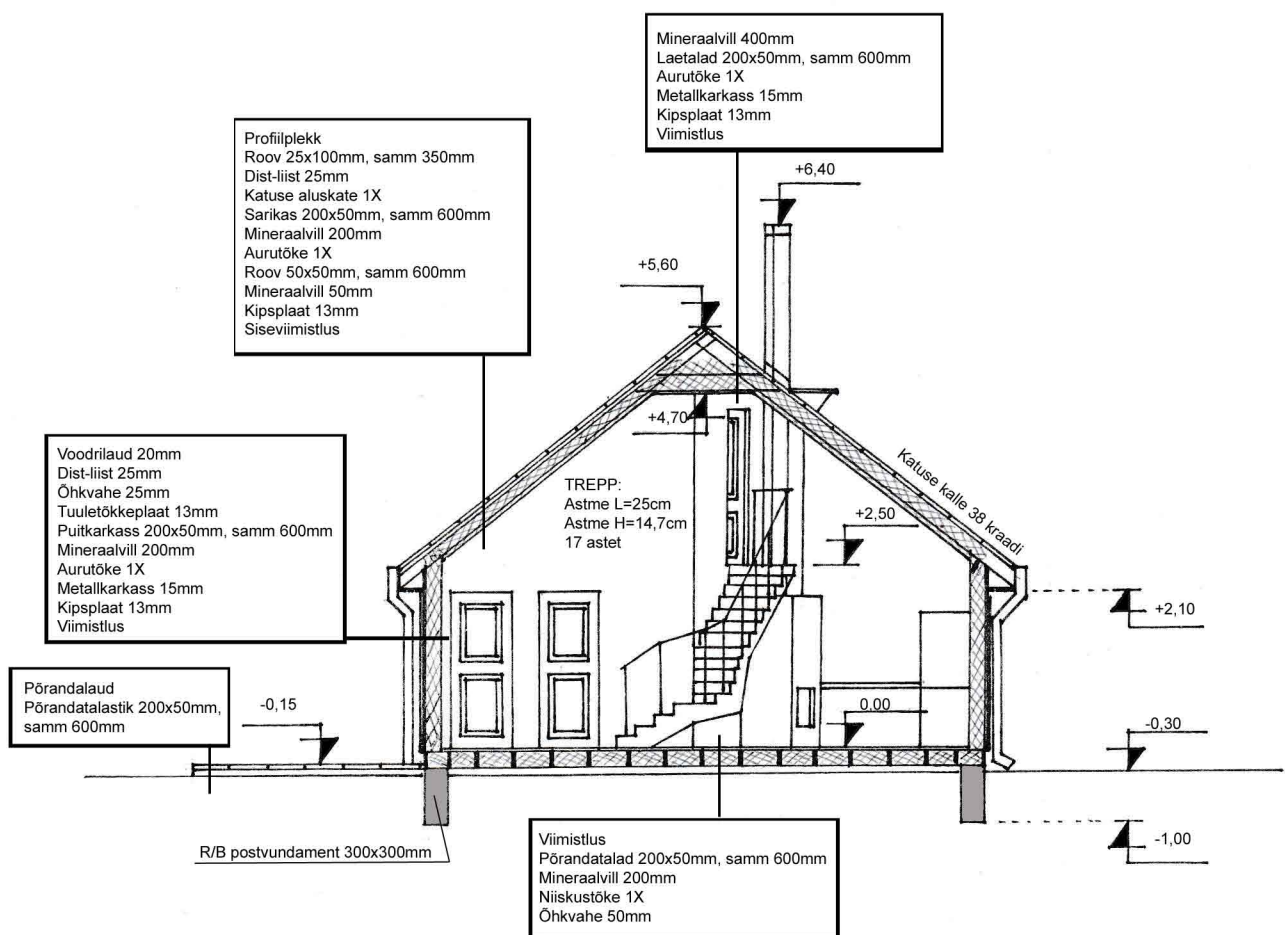 Mineraalvill 400mm
Laetalad 200x50mm, samm 600mm
Aurutõke 1X
Metallkarkass 15mm
Kipsplaat 13mm
Viimistlus
Profiilplekk
Roov 25x100mm, samm 350mm
Dist-liist 25mm
Katuse aluskate 1X
Sarikas 200x50mm, samm 600mm
Mineraalvill 200mm
Aurutõke 1X
Roov 50x50mm, samm 600mm
Mineraalvill 50mm
Kipsplaat 13mm
Siseviimistlus
+6,40
+5,60
+4,70
Voodrilaud 20mm
Dist-liist 25mm
Õhkvahe 25mm
Tuuletõkkeplaat 13mm
Puitkarkass 200x50mm, samm 600mm
Mineraalvill 200mm
Aurutõke 1X
Metallkarkass 15mm
Kipsplaat 13mm
Viimistlus
TREPP:
Astme L=25cm
Astme H=14,7cm
17 astet
Katuse kalle 38 kraadi
+2,50
+2,10
Põrandalaud
Põrandatalastik 200x50mm,
samm 600mm
-0,15
0,00
-0,30
R/B postvundament 300x300mm
-1,00
Viimistlus
Põrandatalad 200x50mm, samm 600mm
Mineraalvill 200mm
Niiskustõke 1X
Õhkvahe 50mm